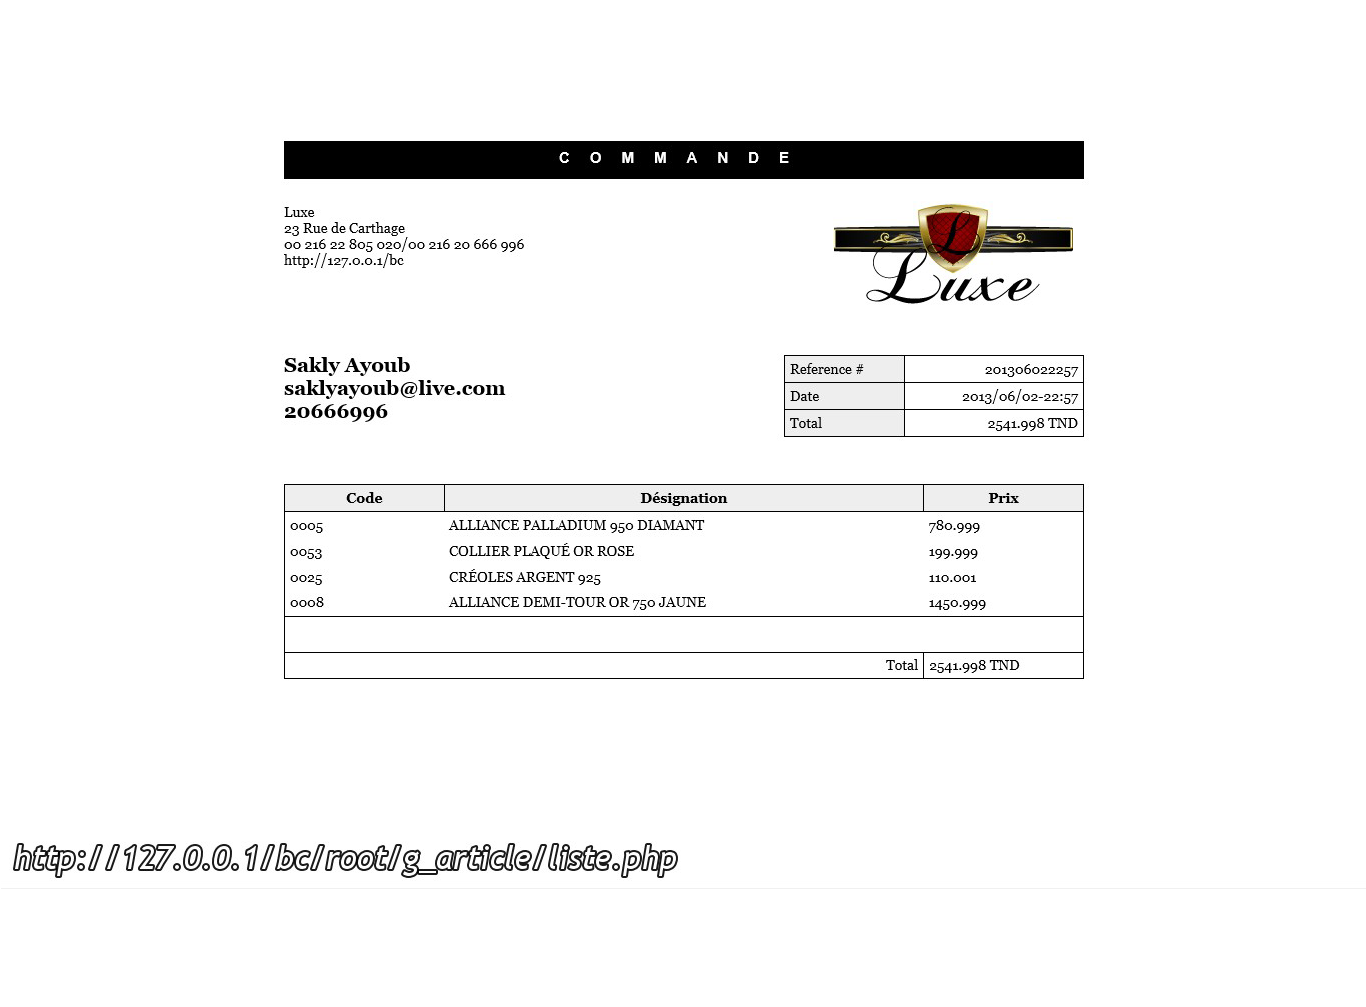 C O M M A N D E
Luxe
23 Rue de Carthage
00 216 22 805 020/00 216 20 666 996
http://127.0.0.1/bc
L
Luxe
Sakly Ayoub
saklyayoub@live.com
20666996
Reference # 201306022257
Date 2013/06/02-22:57
Total 2541.998 TND
Code Désignation Prix
0005 ALLIANCE PALLADIUM 950 DIAMANT 780.999
0053 COLLIER PLAQUÉ OR ROSE 199.999
0025 CRÉOLES ARGENT 925 110.001
0008 ALLIANCE DEMI-TOUR OR 750 JAUNE 1450.999
Total 2541.998 TND
http://127.0.0.1/bc/root/g_article/liste.php